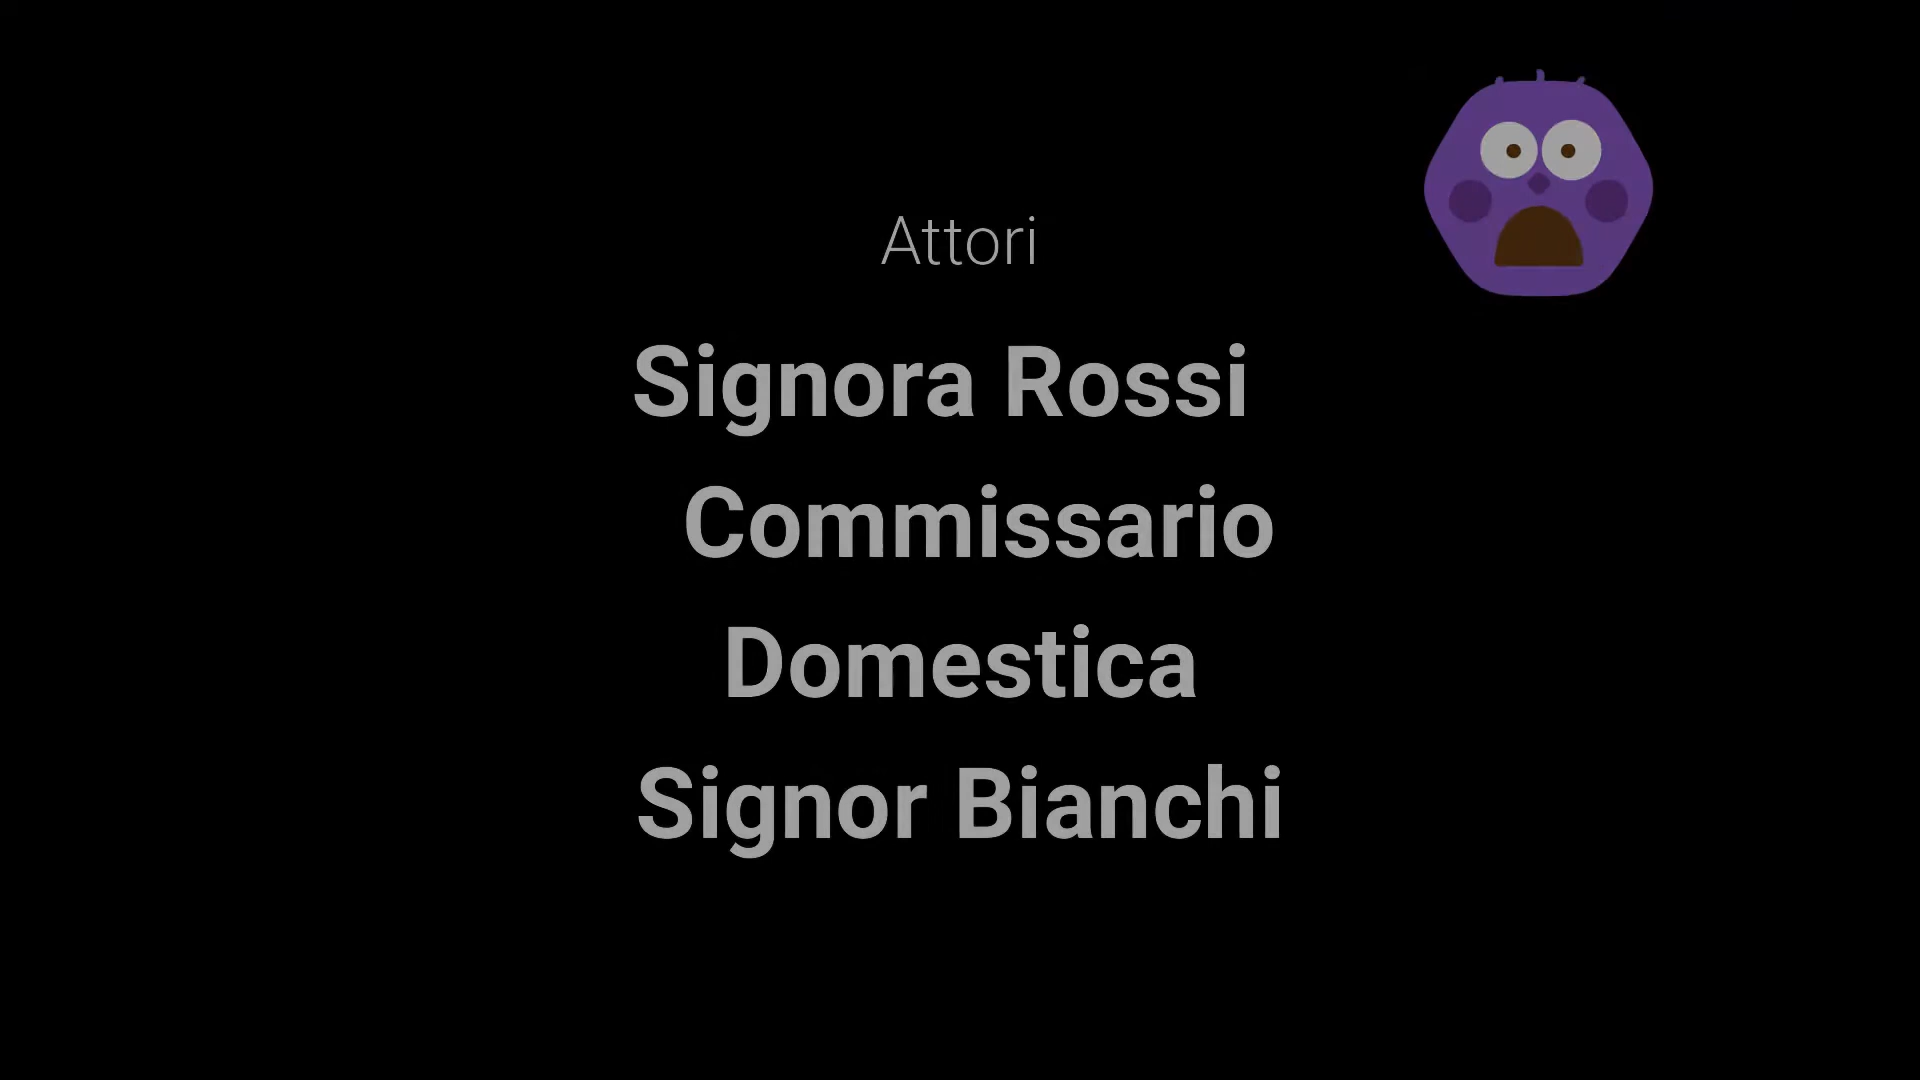 Attori
Signora Rossi
Commissario
Domestica
Signor Bianchi